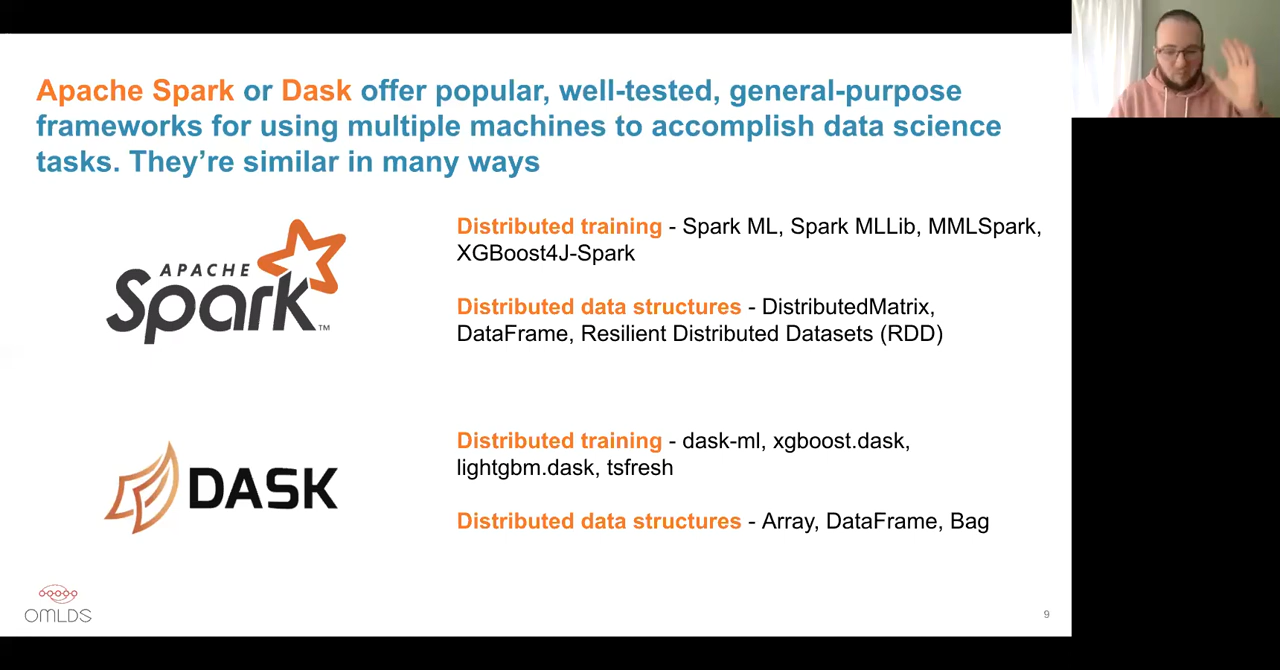 Apache Spark or Dask offer popular, well-tested, general-purpose
frameworks for using multiple machines to accomplish data science
tasks. They’re similar in many ways
APACHE
Spark™
Distributed training - Spark ML, Spark MLLib, MMLSpark,
XGBoost4J-Spark
Distributed data structures - DistributedMatrix,
DataFrame, Resilient Distributed Datasets (RDD)
DASK
Distributed training - dask-ml, xgboost.dask,
lightgbm.dask, tsfresh
Distributed data structures - Array, DataFrame, Bag
OMLDS
9